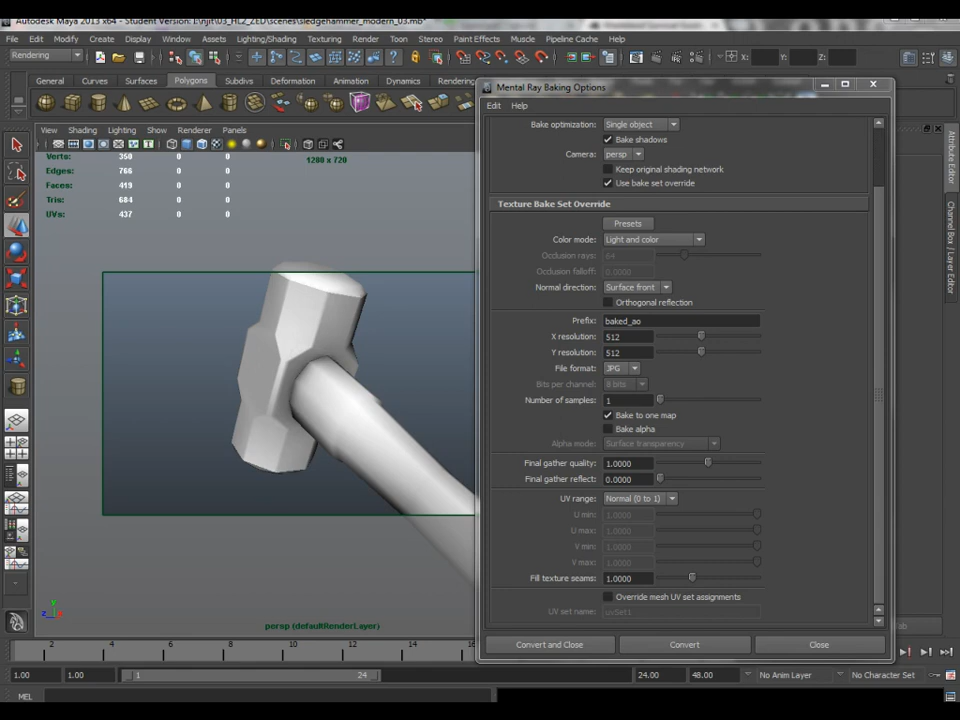 Autodesk Maya 2013 x64 - Student Version: E:\rijit\03_HL2_ZED\scenes\sledgehammer_modern_03.mb*
File Edit Modify Create Display Window Assets Lighting/Shading Texturing Render Toon Stereo Paint Effects Muscle Pipeline Cache Help
Rendering X: Y: Z:
General Curves Surfaces Polygons Subdivs Deformation Animation Dynamics Rendering
Mental Ray Baking Options
Edit Help
View Shading Lighting Show Renderer Panels
Verts: 350 0 0
Edges: 766 0 0
Faces: 419 0 0
Tris: 684 0 0
UVs: 437 0 0
1280 x 720
Bake optimization: Single object
Bake shadows
Camera: persp
Keep original shading network
Use bake set override
Texture Bake Set Override
Presets
Color mode: Light and color
Occlusion rays: 64
Occlusion falloff: 0.0000
Normal direction: Surface front
Orthogonal reflection
Prefix: baked_ao
X resolution: 512
Y resolution: 512
File format: JPG
Bits per channel: 8 bits
Number of samples: 1
Bake to one map
Bake alpha
Alpha mode: Surface transparency
Final gather quality: 1.0000
Final gather reflect: 0.0000
UV range: Normal (0 to 1)
U min: 1.0000
U max: 1.0000
V min: 1.0000
V max: 1.0000
Fill texture seams: 1.0000
Override mesh UV set assignments
UV set name: uvSet1
Convert and Close Convert Close
Attribute Editor
Channel Box / Layer Editor
y
z x
persp (defaultRenderLayer)
2 4 6 8 10 12 14
1.00 1.00 1 24 24.00 48.00 No Anim Layer No Character Set
MEL